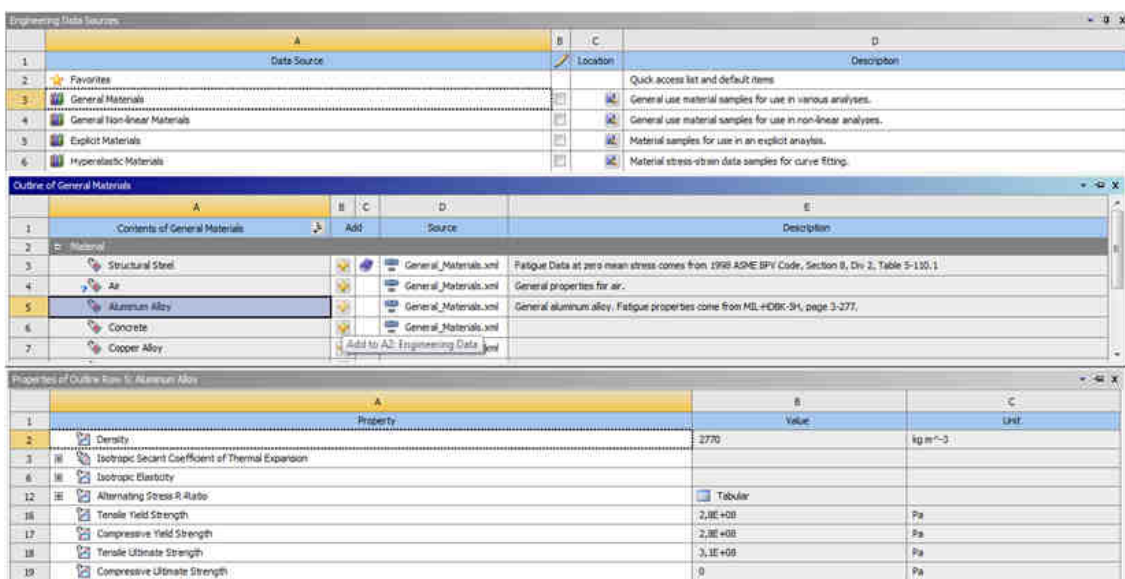 Engineering Data Sources
A B C D
1 Data Source Location Description
2 Favorites Quick access list and default items
3 General Materials General use material samples for use in various analyses.
4 General Non-linear Materials General use material samples for use in non-linear analyses.
5 Explicit Materials Material samples for use in an explicit anaylsis.
6 Hyperelastic Materials Material stress-strain data samples for curve fitting.
Outline of General Materials
A B C D E
1 Contents of General Materials Add Source Description
2 Material
3 Structural Steel General_Materials.xml Fatigue Data at zero mean stress comes from 1998 ASME BPV Code, Section 8, Div 2, Table 5-110.1
4 Air General_Materials.xml General properties for air.
5 Aluminum Alloy General_Materials.xml General aluminum alloy. Fatigue properties come from MIL-HDBK-5H, page 3-277.
6 Concrete General_Materials.xml
7 Copper Alloy Add to A2: Engineering Data
Properties of Outline Row 5: Aluminum Alloy
A B C
1 Property Value Unit
2 Density 2770 kg m^-3
3 Isotropic Secant Coefficient of Thermal Expansion
6 Isotropic Elasticity
12 Alternating Stress R-Ratio Tabular
16 Tensile Yield Strength 2,8E+08 Pa
17 Compressive Yield Strength 2,8E+08 Pa
18 Tensile Ultimate Strength 3,1E+08 Pa
19 Compressive Ultimate Strength 0 Pa